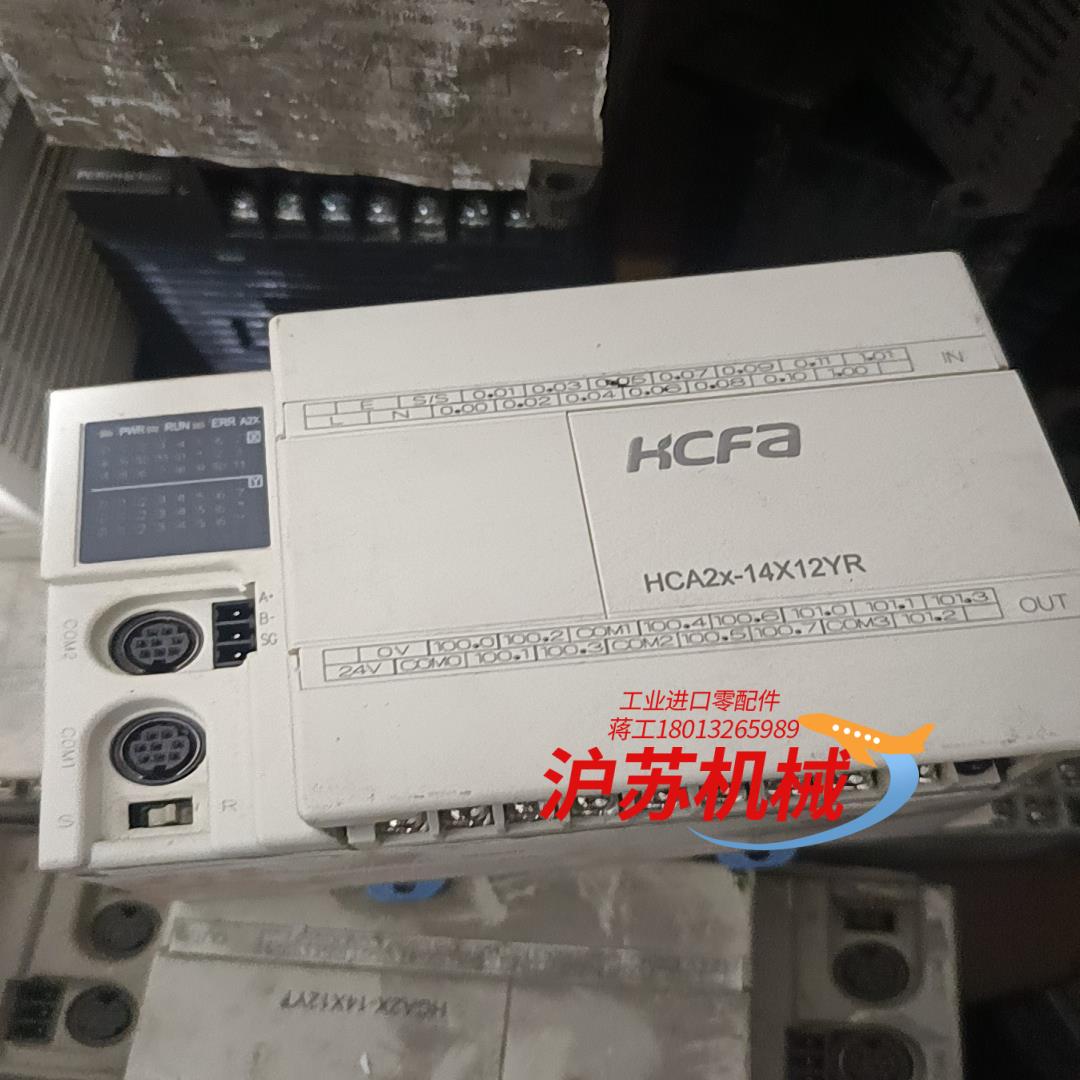 PWR RUN ERR A2X
X
Y
HCFa
HCA2x-14X12YR
E S/S 0.01 0.03 0.05 0.07 0.09 0.11 1.01
L N 0.00 0.02 0.04 0.06 0.08 0.10 1.00
IN
COM2
A+
B-
SG
0V 100.0 100.2 COM1 100.4 100.6 101.0 101.1 101.3
24V COM0 100.1 100.3 COM2 100.5 100.7 COM3 101.2
OUT
COM1
S
R
工业进口零配件
蒋工18013265989
沪苏机械
HCA2X-14X12YT